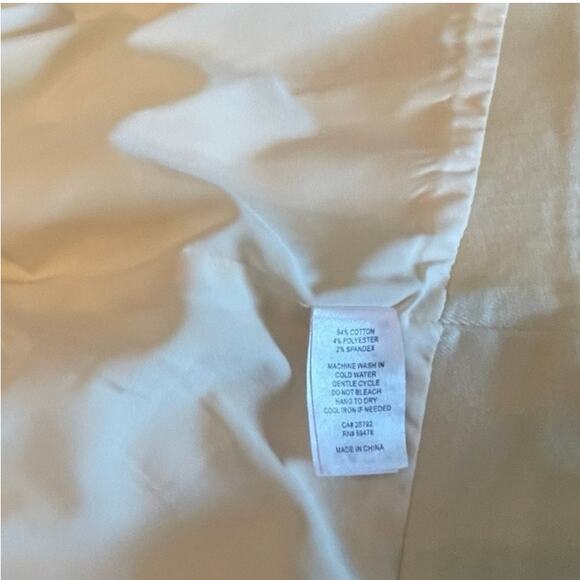 94% COTTON
4% POLYESTER
2% SPANDEX
MACHINE WASH IN
COLD WATER
GENTLE CYCLE
DO NOT BLEACH
HANG TO DRY
COOL IRON IF NEEDED
CA# 25792
RN# 59478
MADE IN CHINA